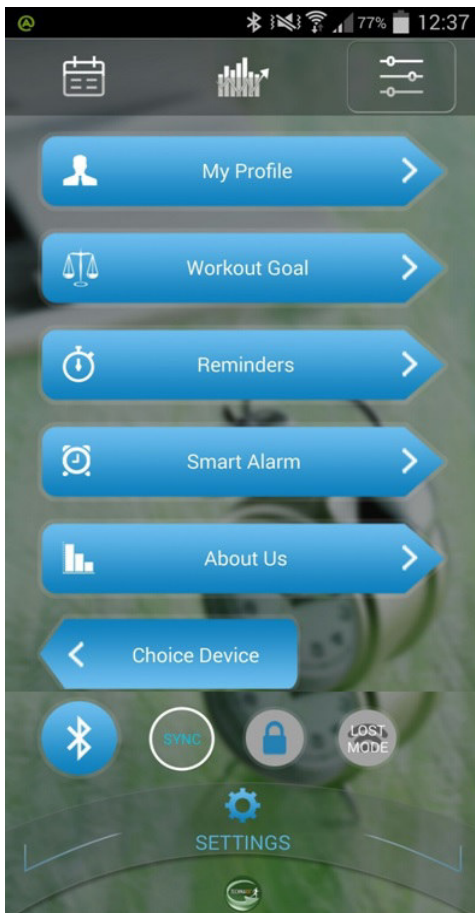 77% 12:37
My Profile
Workout Goal
Reminders
Smart Alarm
About Us
Choice Device
SYNC
LOST
MODE
SETTINGS